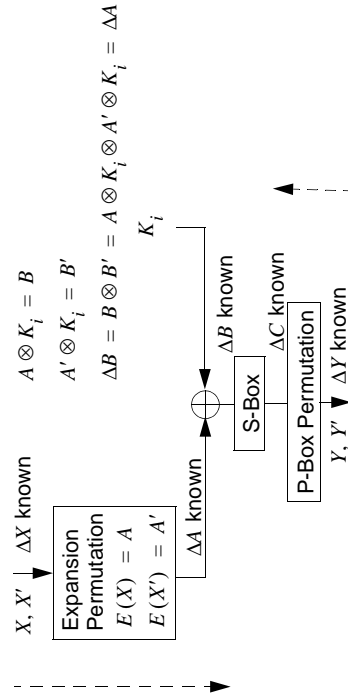 X, X′ ΔX known
Expansion
Permutation
E(X) = A
E(X′) = A′
ΔA known
A ⊗ K_i = B
A′ ⊗ K_i = B′
ΔB = B ⊗ B′ = A ⊗ K_i ⊗ A′ ⊗ K_i = ΔA
K_i
ΔB known
S-Box
ΔC known
P-Box Permutation
Y, Y′ ΔY known